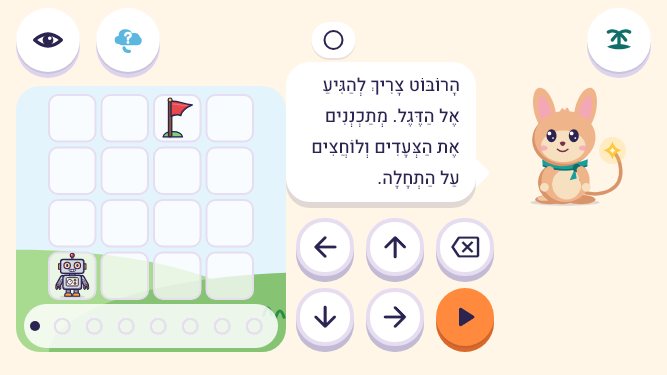 הָרוֹבּוֹט צָרִיךְ לְהַגִּיעַ
אֶל הַדֶּגֶל. מְתַכְנְנִים
אֶת הַצְּעָדִים וְלוֹחֲצִים
עַל הַתְחָלָה.